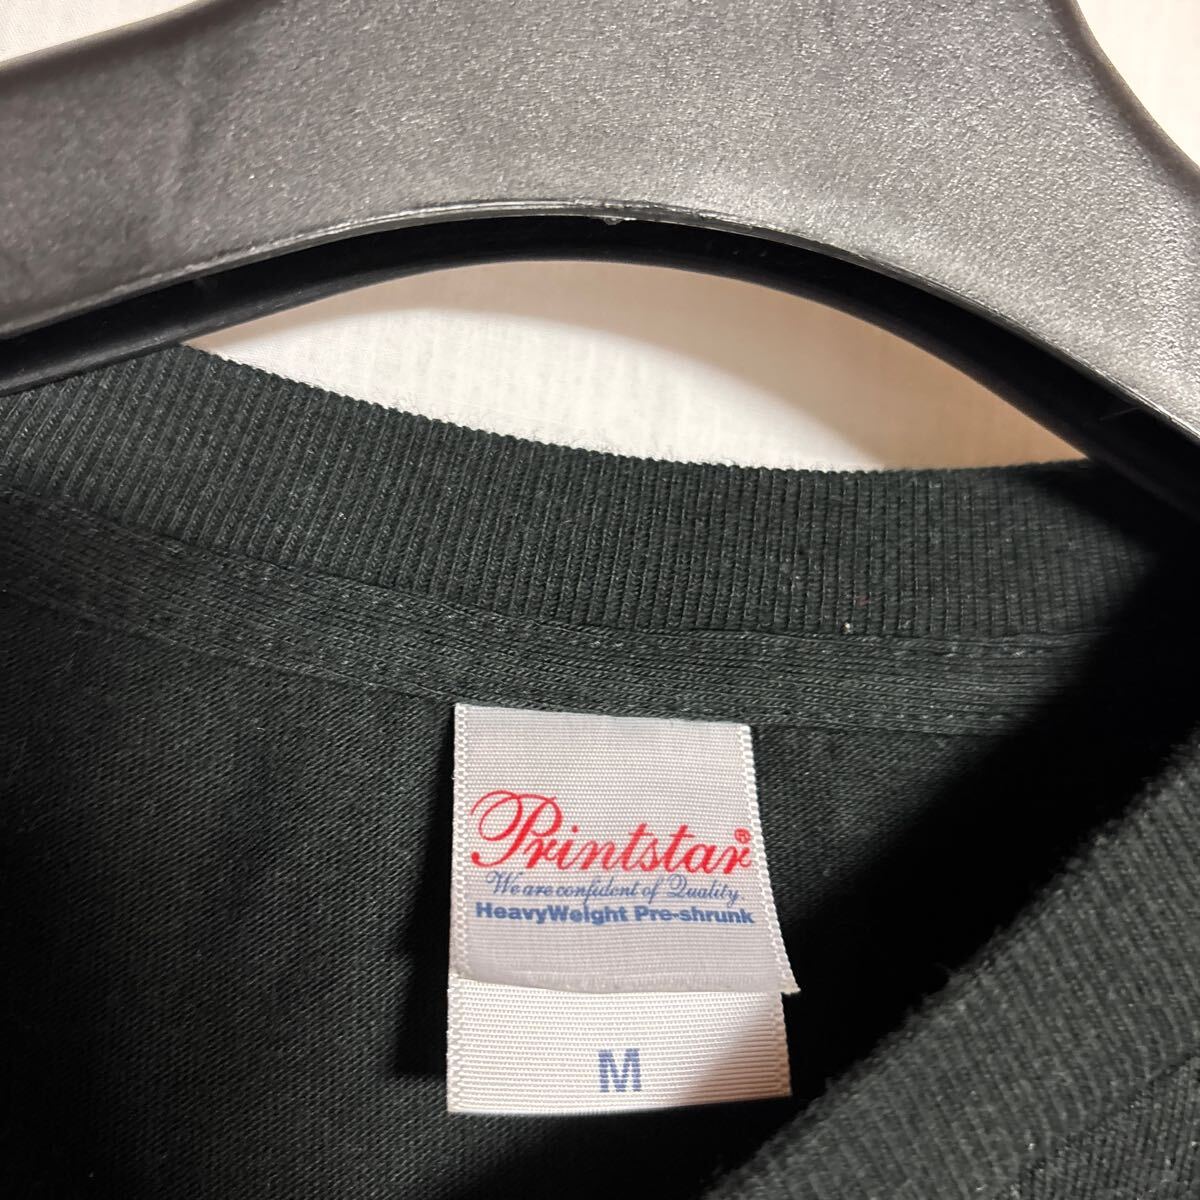 Printstar®
We are confident of Quality.
HeavyWeight Pre-shrunk
M